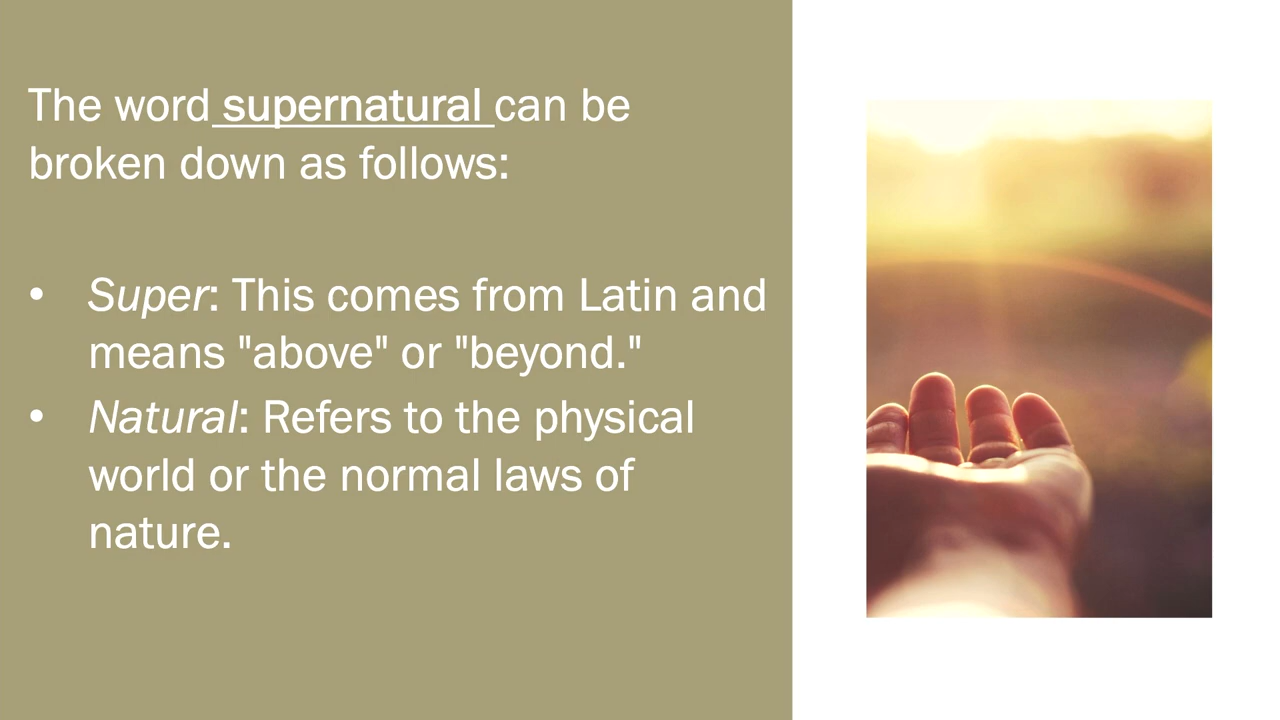 The word supernatural can be
broken down as follows:
• Super: This comes from Latin and
means "above" or "beyond."
• Natural: Refers to the physical
world or the normal laws of
nature.